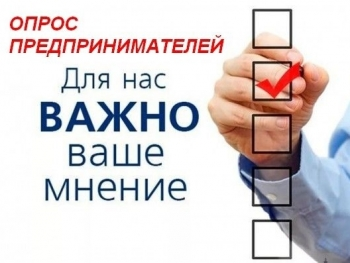 ОПРОС
ПРЕДПРИНИМАТЕЛЕЙ
Для нас
ВАЖНО
ваше
мнение